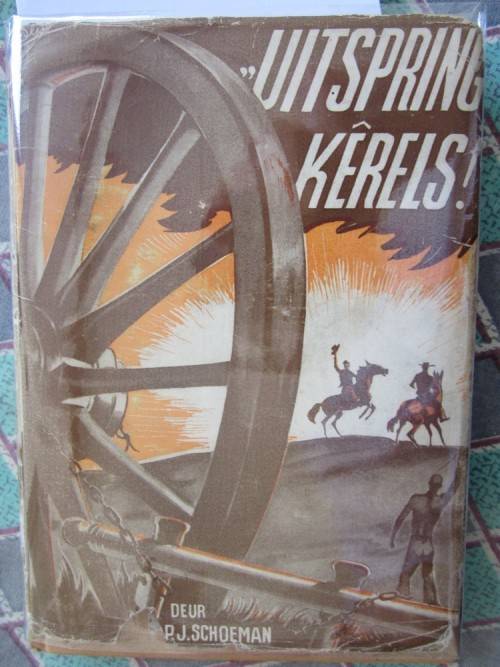 „UITSPRING
KÊRELS!
DEUR
P.J. SCHOEMAN